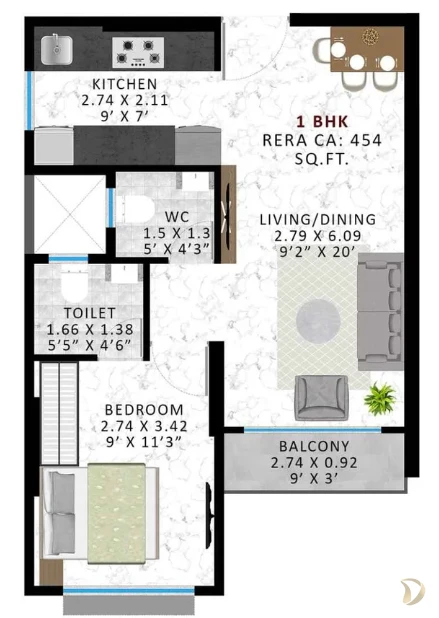 KITCHEN
2.74 X 2.11
9' X 7'
1 BHK
RERA CA: 454
SQ.FT.
WC
1.5 X 1.3
5' X 4'3"
LIVING/DINING
2.79 X 6.09
9'2" X 20'
TOILET
1.66 X 1.38
5'5" X 4'6"
BEDROOM
2.74 X 3.42
9' X 11'3"
BALCONY
2.74 X 0.92
9' X 3'